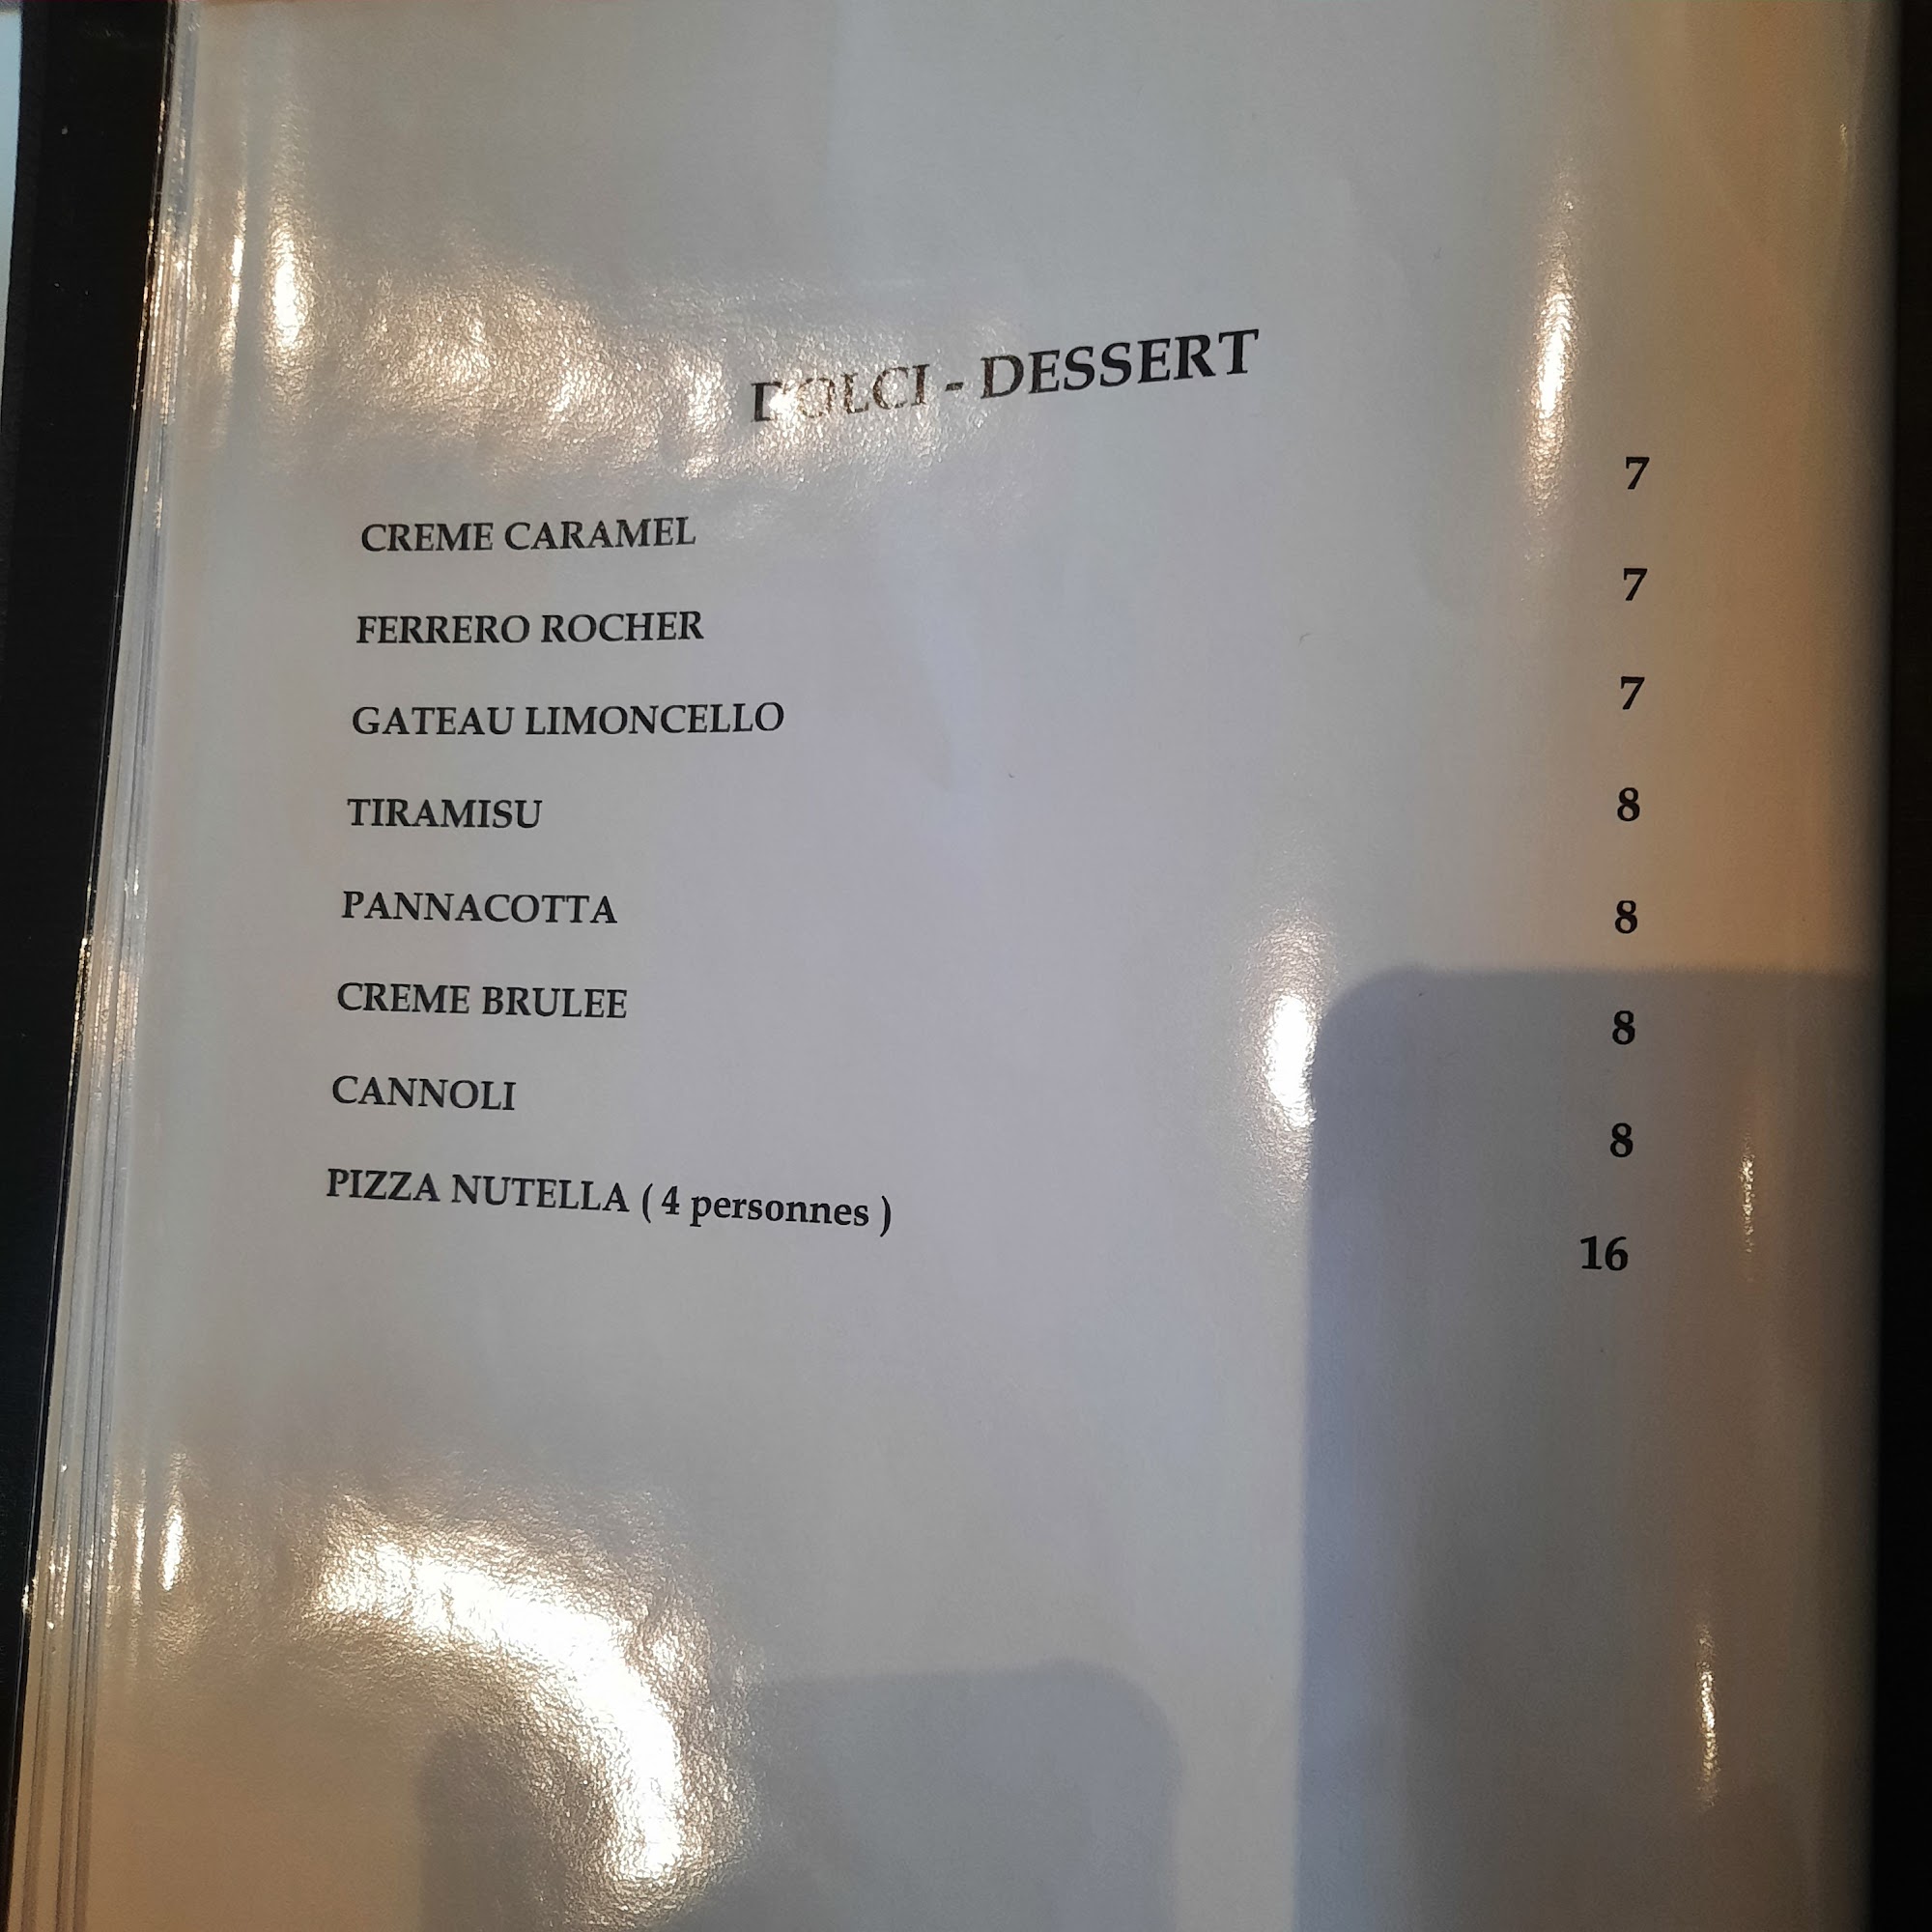 DOLCI - DESSERT
CREME CARAMEL 7
FERRERO ROCHER 7
GATEAU LIMONCELLO 7
TIRAMISU 8
PANNACOTTA 8
CREME BRULEE 8
CANNOLI 8
PIZZA NUTELLA ( 4 personnes ) 16